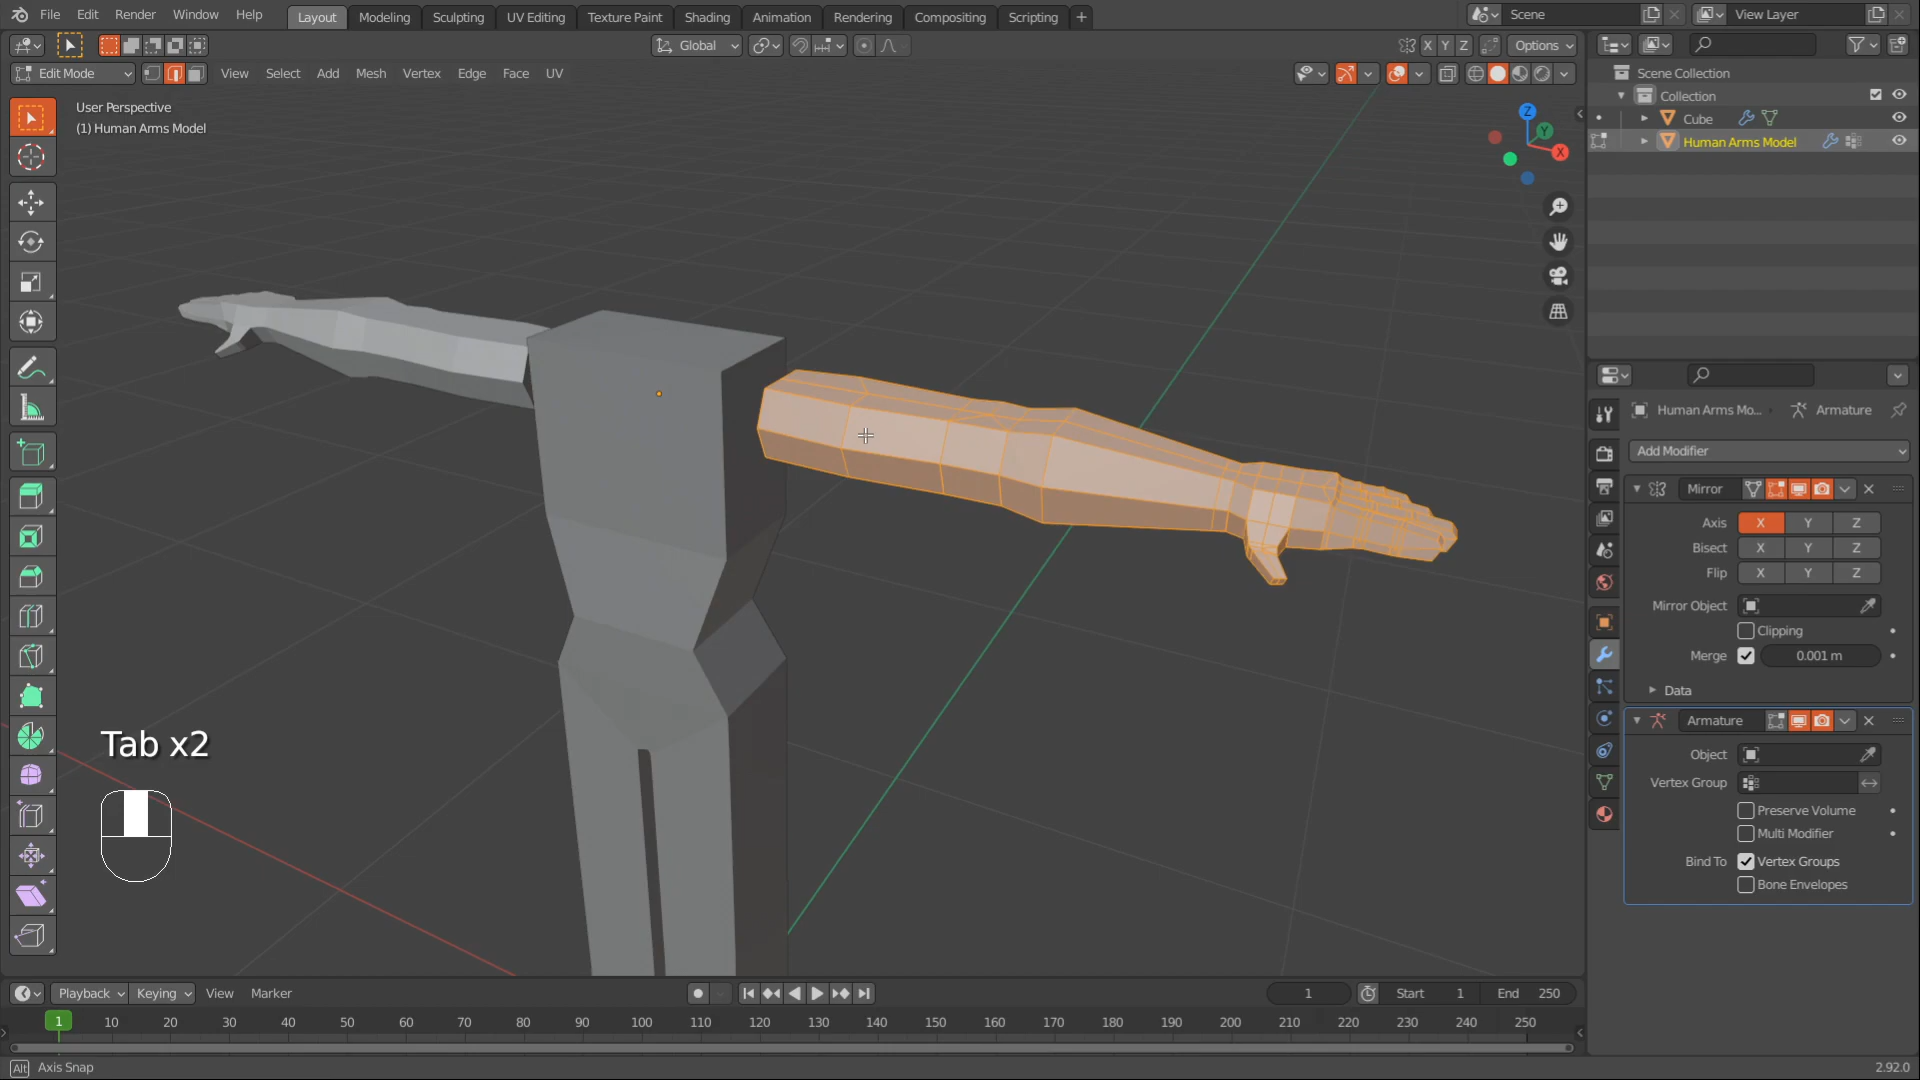 File Edit Render Window Help Layout Modeling Sculpting UV Editing Texture Paint Shading Animation Rendering Compositing Scripting + Scene View Layer
Global X Y Z Options
Edit Mode View Select Add Mesh Vertex Edge Face UV
User Perspective
(1) Human Arms Model
Z
Y
X
Scene Collection
Collection
Cube
Human Arms Model
Human Arms Mo... Armature
Add Modifier
Mirror
Axis X Y Z
Bisect X Y Z
Flip X Y Z
Mirror Object
Clipping
Merge 0.001 m
Data
Armature
Object
Vertex Group
Preserve Volume
Multi Modifier
Bind To Vertex Groups
Bone Envelopes
Tab x2
Playback Keying View Marker 1 Start 1 End 250
1 10 20 30 40 50 60 70 80 90 100 110 120 130 140 150 160 170 180 190 200 210 220 230 240 250
Alt Axis Snap 2.92.0